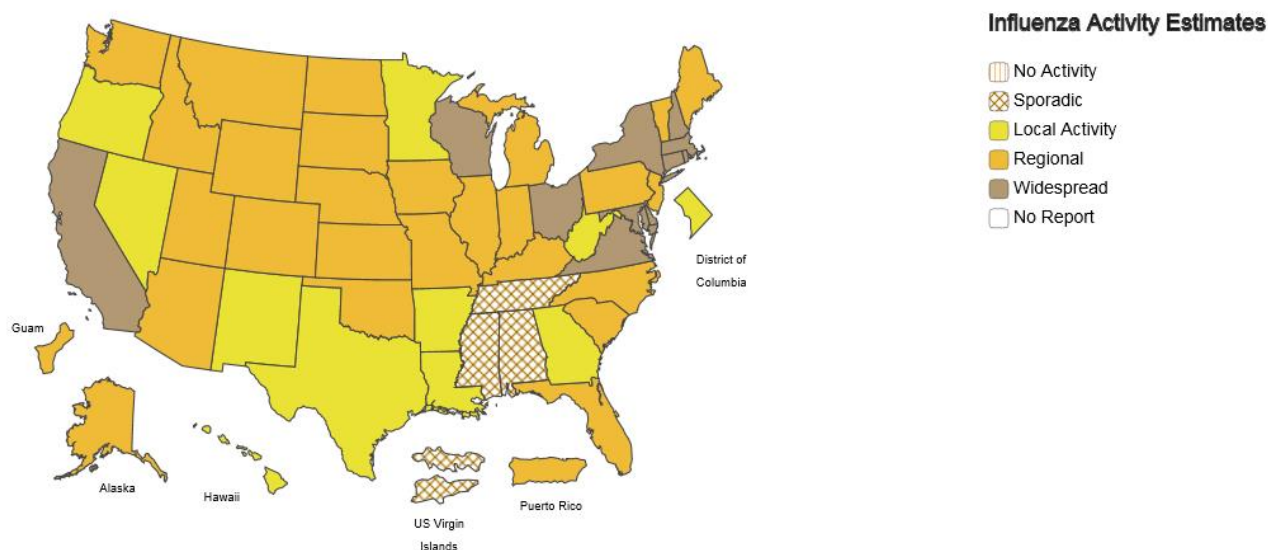 Influenza Activity Estimates
No Activity
Sporadic
Local Activity
Regional
Widespread
No Report
District of
Columbia
Guam
Alaska
Hawaii
US Virgin
Islands
Puerto Rico